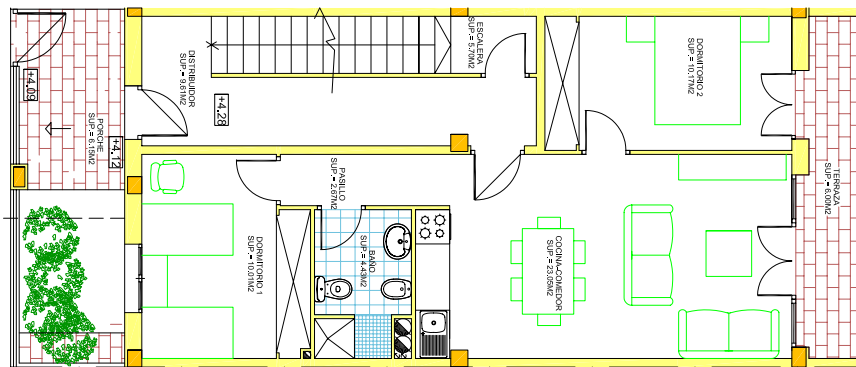 +4.09
PORCHE
SUP.= 6.15M2
+4.12
DISTRIBUIDOR
SUP.= 9.61M2
+4.28
ESCALERA
SUP.= 5.70M2
DORMITORIO 2
SUP.= 10.17M2
TERRAZA
SUP.= 6.00M2
PASILLO
SUP.= 2.67M2
DORMITORIO 1
SUP.= 10.01M2
BAÑO
SUP.= 4.43M2
COCINA-COMEDOR
SUP.= 23.05M2